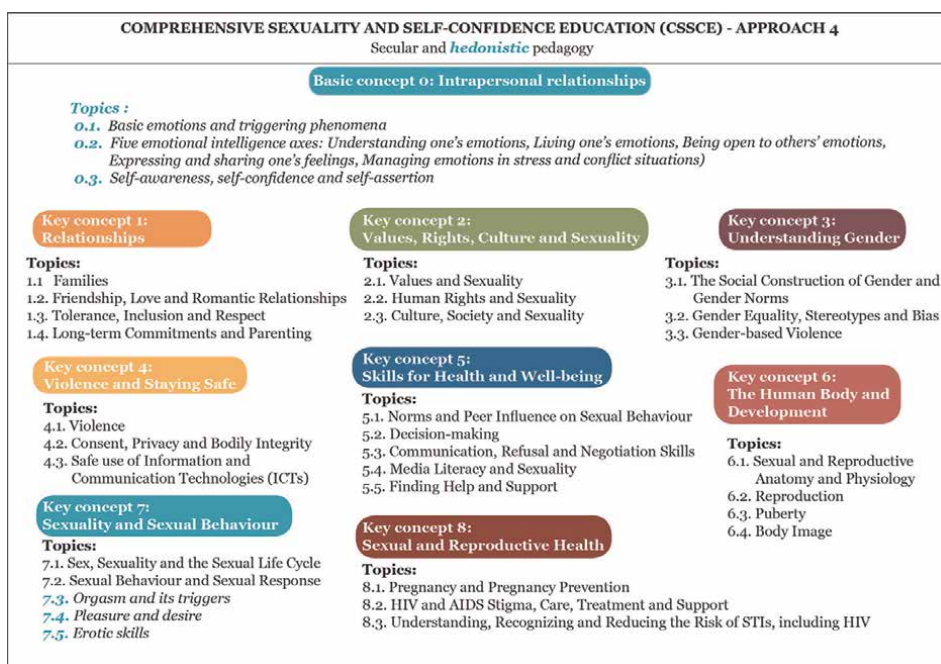 COMPREHENSIVE SEXUALITY AND SELF-CONFIDENCE EDUCATION (CSSCE) - APPROACH 4
Secular and hedonistic pedagogy
Basic concept 0: Intrapersonal relationships
Topics :
0.1. Basic emotions and triggering phenomena
0.2. Five emotional intelligence axes: Understanding one's emotions, Living one's emotions, Being open to others' emotions,
Expressing and sharing one's feelings, Managing emotions in stress and conflict situations)
0.3. Self-awareness, self-confidence and self-assertion
Key concept 1:
Relationships
Topics:
1.1 Families
1.2. Friendship, Love and Romantic Relationships
1.3. Tolerance, Inclusion and Respect
1.4. Long-term Commitments and Parenting
Key concept 2:
Values, Rights, Culture and Sexuality
Topics:
2.1. Values and Sexuality
2.2. Human Rights and Sexuality
2.3. Culture, Society and Sexuality
Key concept 3:
Understanding Gender
Topics:
3.1. The Social Construction of Gender and
Gender Norms
3.2. Gender Equality, Stereotypes and Bias
3.3. Gender-based Violence
Key concept 4:
Violence and Staying Safe
Topics:
4.1. Violence
4.2. Consent, Privacy and Bodily Integrity
4.3. Safe use of Information and
Communication Technologies (ICTs)
Key concept 5:
Skills for Health and Well-being
Topics:
5.1. Norms and Peer Influence on Sexual Behaviour
5.2. Decision-making
5.3. Communication, Refusal and Negotiation Skills
5.4. Media Literacy and Sexuality
5.5. Finding Help and Support
Key concept 6:
The Human Body and
Development
Topics:
6.1. Sexual and Reproductive
Anatomy and Physiology
6.2. Reproduction
6.3. Puberty
6.4. Body Image
Key concept 7:
Sexuality and Sexual Behaviour
Topics:
7.1. Sex, Sexuality and the Sexual Life Cycle
7.2. Sexual Behaviour and Sexual Response
7.3. Orgasm and its triggers
7.4. Pleasure and desire
7.5. Erotic skills
Key concept 8:
Sexual and Reproductive Health
Topics:
8.1. Pregnancy and Pregnancy Prevention
8.2. HIV and AIDS Stigma, Care, Treatment and Support
8.3. Understanding, Recognizing and Reducing the Risk of STIs, including HIV